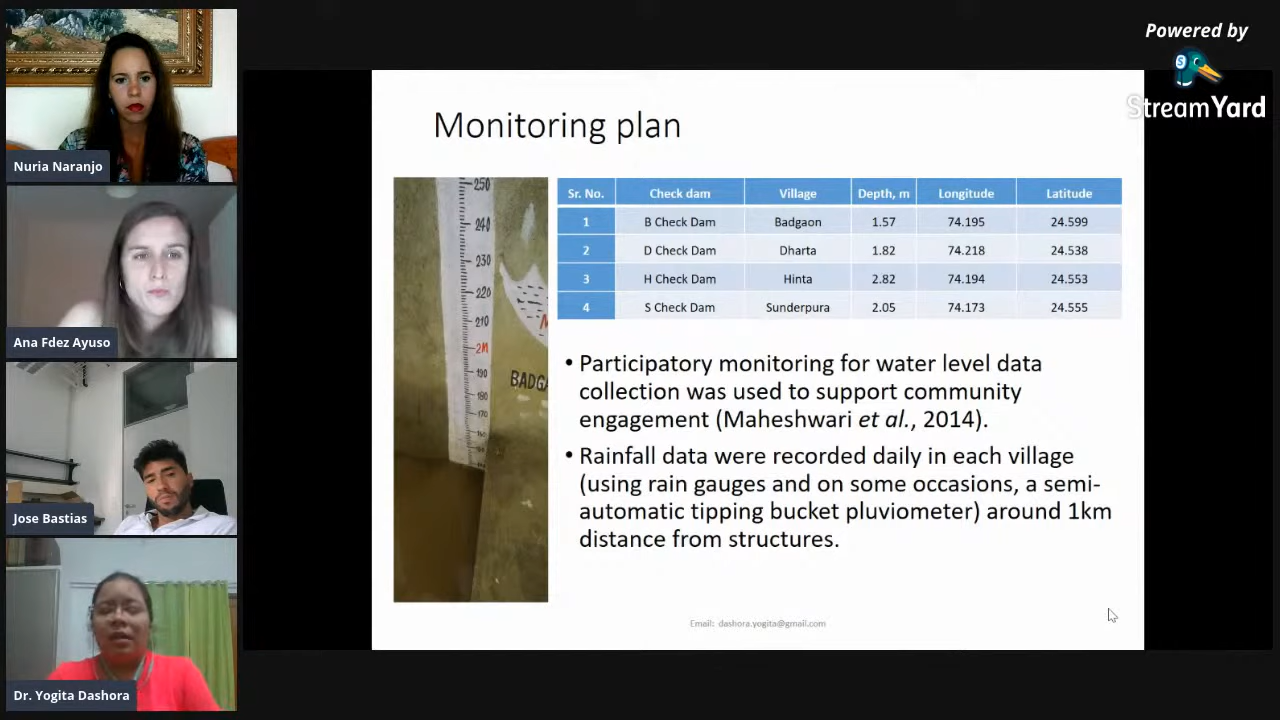 Powered by
StreamYard
Nuria Naranjo
Ana Fdez Ayuso
Jose Bastias
Dr. Yogita Dashora
Monitoring plan
250
240
230
220
210
2M
190
180
170
BADGA
Sr. No. Check dam Village Depth, m Longitude Latitude
1 B Check Dam Badgaon 1.57 74.195 24.599
2 D Check Dam Dharta 1.82 74.218 24.538
3 H Check Dam Hinta 2.82 74.194 24.553
4 S Check Dam Sunderpura 2.05 74.173 24.555
• Participatory monitoring for water level data
collection was used to support community
engagement (Maheshwari et al., 2014).
• Rainfall data were recorded daily in each village
(using rain gauges and on some occasions, a semi-
automatic tipping bucket pluviometer) around 1km
distance from structures.
Email: dashora.yogita@gmail.com